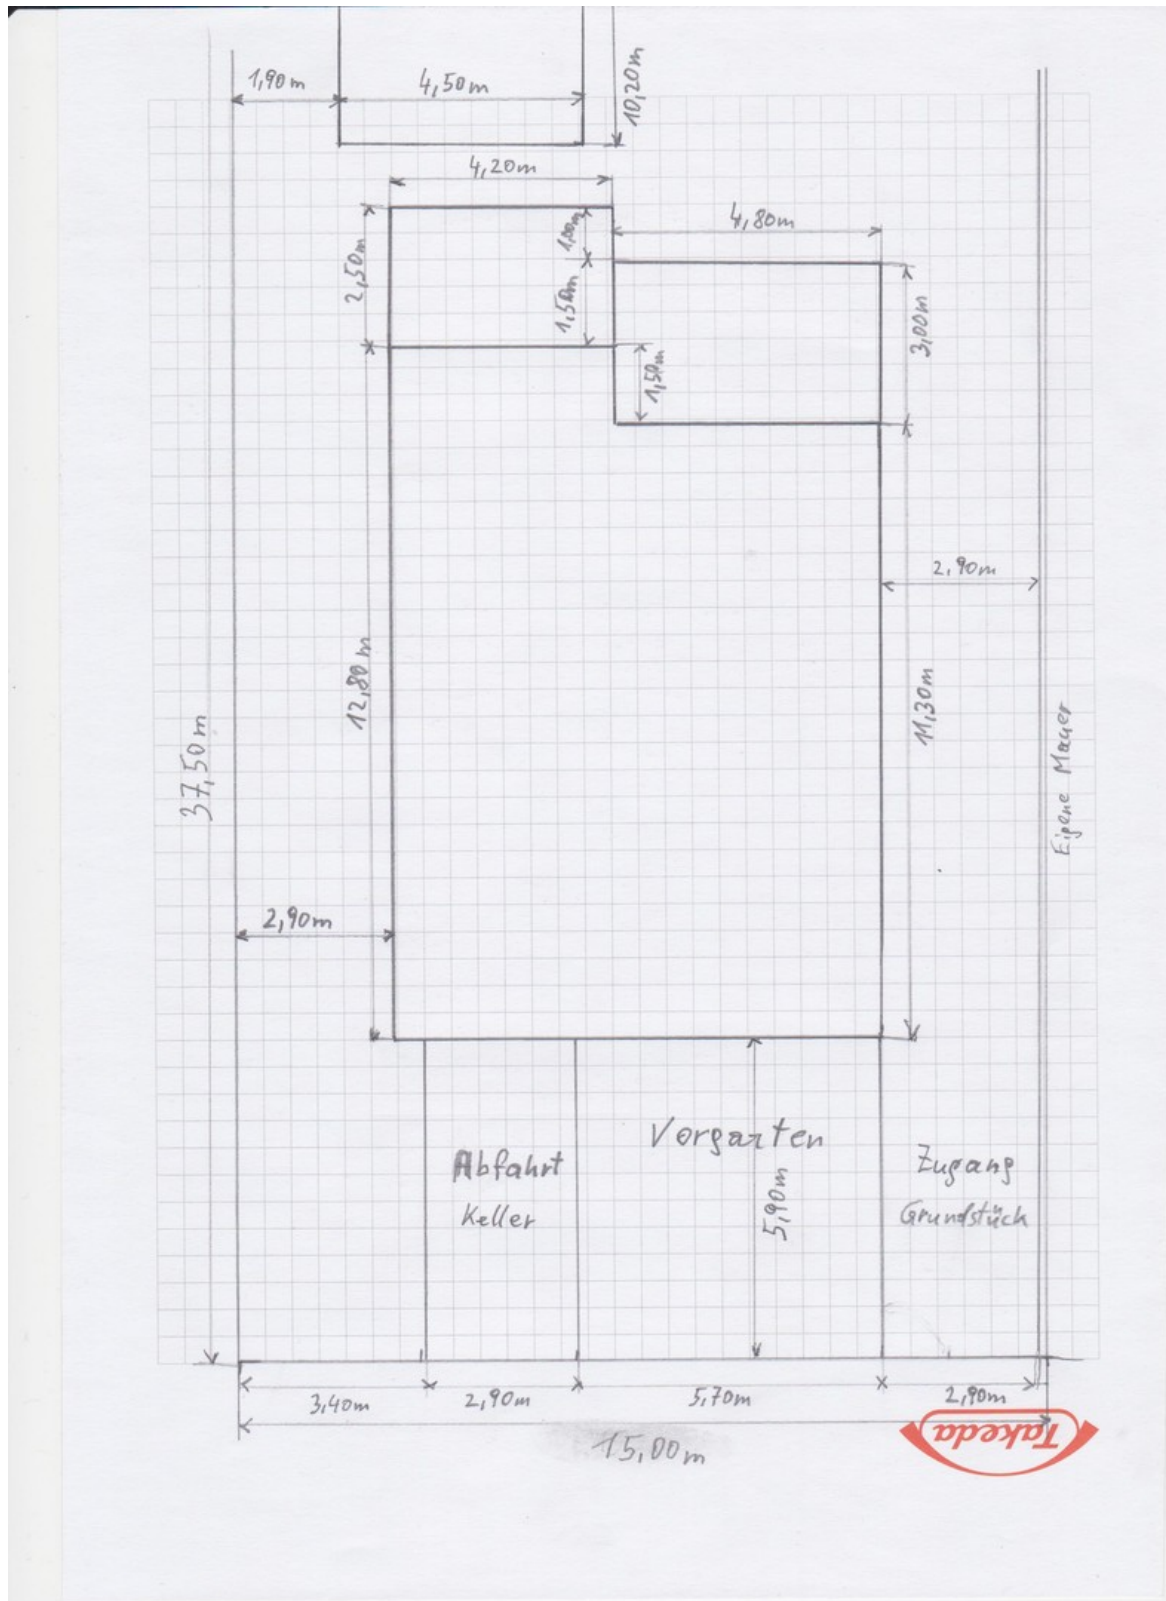 1,90m
4,50m
10,20m
4,20m
4,80m
1,00m
2,50m
1,50m
3,00m
1,50m
2,90m
12,80m
11,30m
37,50m
Eigene Mauer
2,90m
Vorgarten
Abfahrt
Keller
5,90m
Zugang
Grundstück
3,40m
2,90m
5,70m
2,90m
15,00m
Takeda